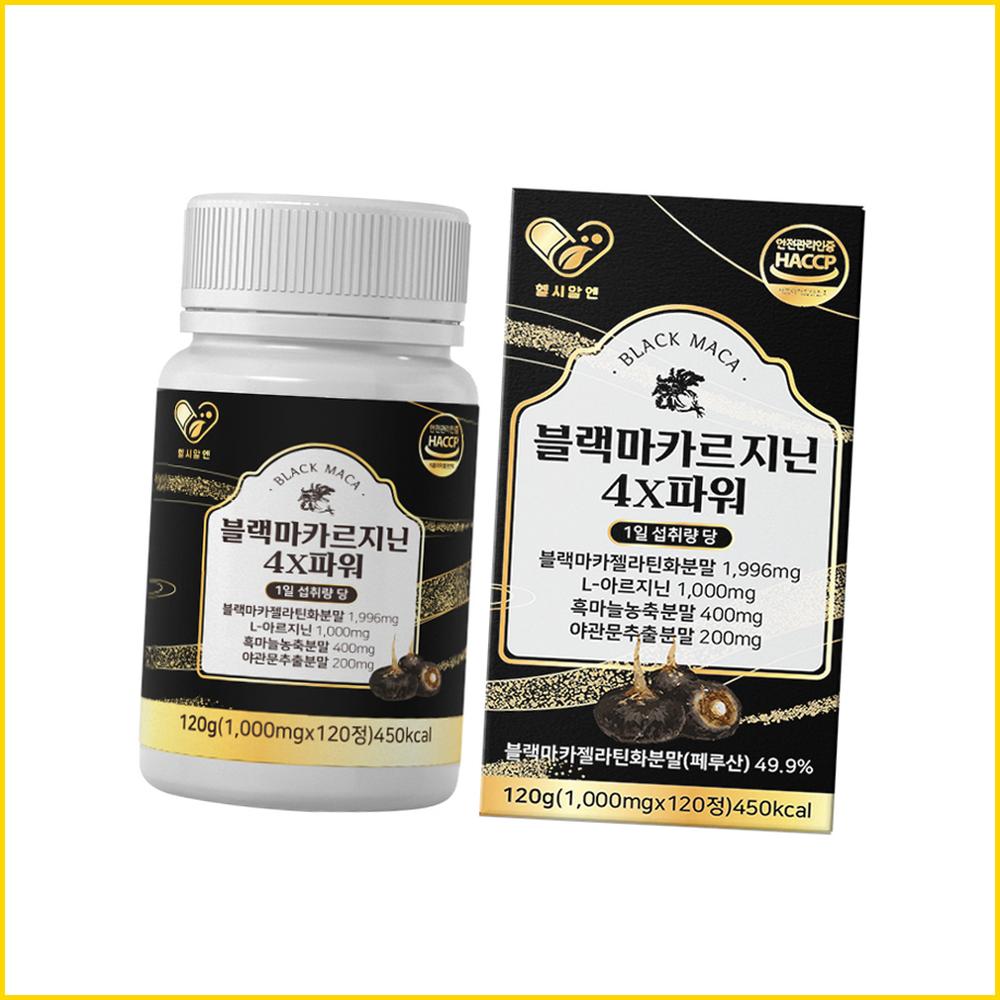 헬시알엔
안전관리인증
HACCP
BLACK MACA
블랙마카르지닌
4X파워
1일 섭취량 당
블랙마카젤라틴화분말 1,996mg
L-아르지닌 1,000mg
흑마늘농축분말 400mg
야관문추출분말 200mg
120g(1,000mgx120정)450kcal
헬시알엔
안전관리인증
HACCP
BLACK MACA
블랙마카르지닌
4X파워
1일 섭취량 당
블랙마카젤라틴화분말 1,996mg
L-아르지닌 1,000mg
흑마늘농축분말 400mg
야관문추출분말 200mg
블랙마카젤라틴화분말(페루산) 49.9%
120g(1,000mgx120정)450kcal